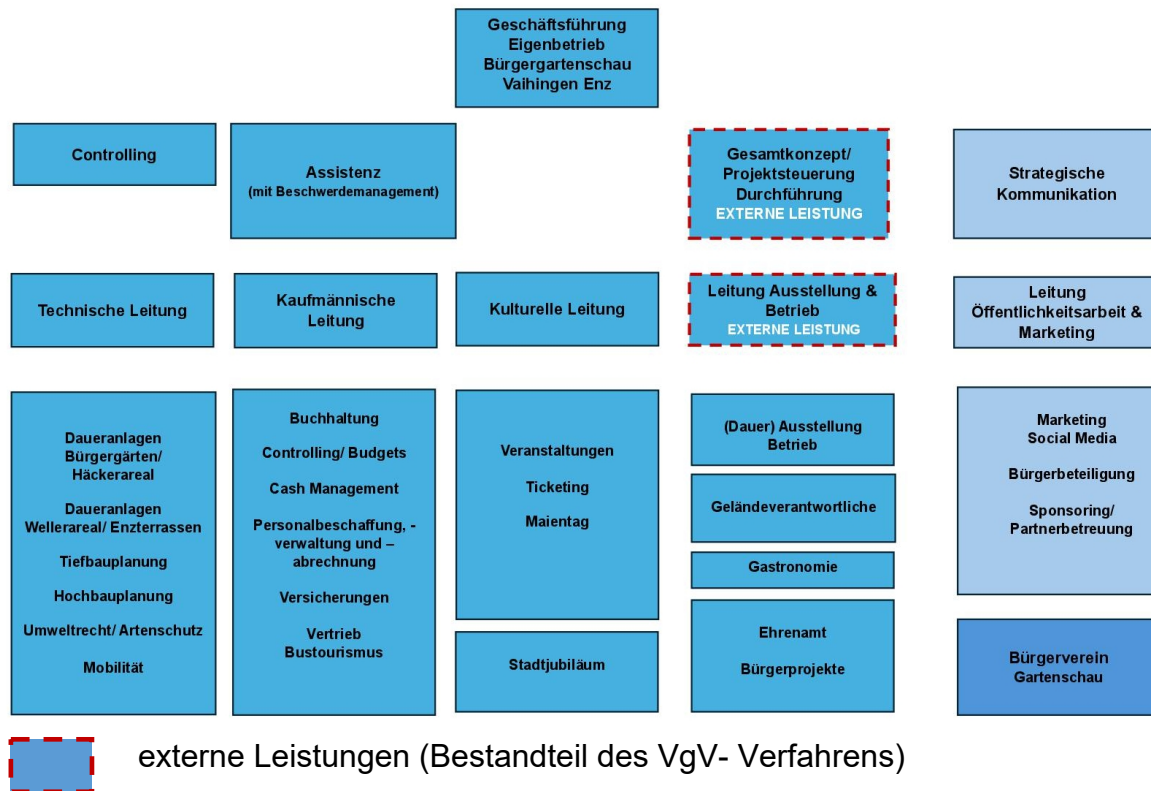 Geschäftsführung
Eigenbetrieb
Bürgergartenschau
Vaihingen Enz
Controlling
Assistenz
(mit Beschwerdemanagement)
Gesamtkonzept/
Projektsteuerung
Durchführung
EXTERNE LEISTUNG
Strategische
Kommunikation
Technische Leitung
Kaufmännische
Leitung
Kulturelle Leitung
Leitung Ausstellung &
Betrieb
EXTERNE LEISTUNG
Leitung
Öffentlichkeitsarbeit &
Marketing
Daueranlagen
Bürgergärten/
Häckerareal
Daueranlagen
Wellerareal/ Enzterrassen
Tiefbauplanung
Hochbauplanung
Umweltrecht/ Artenschutz
Mobilität
Buchhaltung
Controlling/ Budgets
Cash Management
Personalbeschaffung, -
verwaltung und –
abrechnung
Versicherungen
Vertrieb
Bustourismus
Veranstaltungen
Ticketing
Maientag
Stadtjubiläum
(Dauer) Ausstellung
Betrieb
Geländeverantwortliche
Gastronomie
Ehrenamt
Bürgerprojekte
Marketing
Social Media
Bürgerbeteiligung
Sponsoring/
Partnerbetreuung
Bürgerverein
Gartenschau
externe Leistungen (Bestandteil des VgV- Verfahrens)